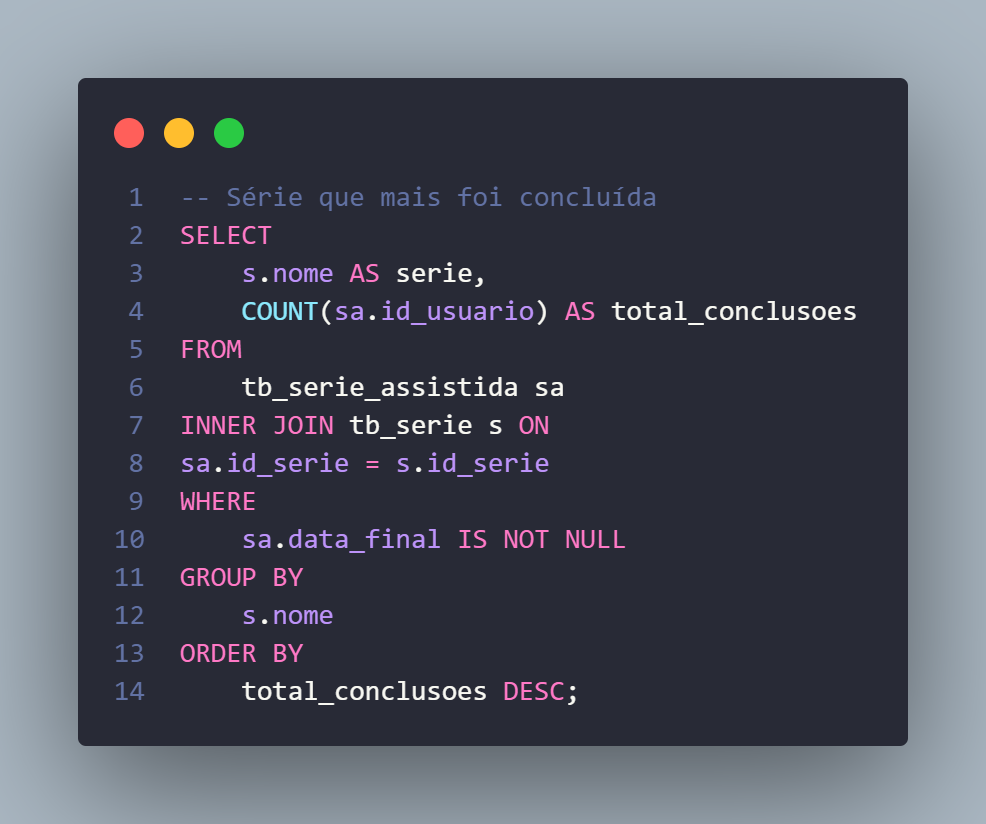 1 -- Série que mais foi concluída
2 SELECT
3     s.nome AS serie,
4     COUNT(sa.id_usuario) AS total_conclusoes
5 FROM
6     tb_serie_assistida sa
7 INNER JOIN tb_serie s ON
8 sa.id_serie = s.id_serie
9 WHERE
10     sa.data_final IS NOT NULL
11 GROUP BY
12     s.nome
13 ORDER BY
14     total_conclusoes DESC;